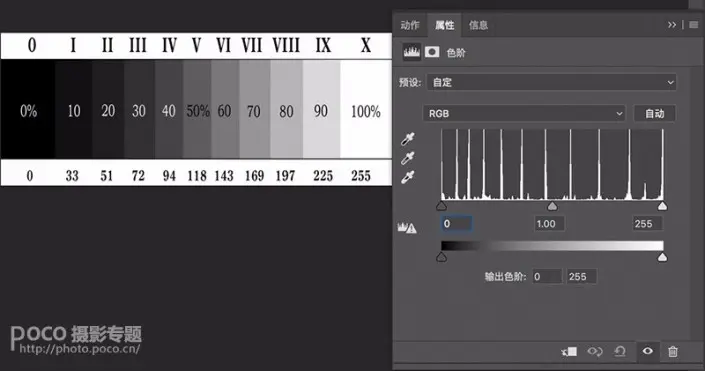 动作 属性 信息
色阶
预设: 自定
RGB 自动
0 I II III IV V VI VII VIII IX X
0% 10 20 30 40 50% 60 70 80 90 100%
0 33 51 72 94 118 143 169 197 225 255
0 1.00 255
输出色阶: 0 255
poco 摄影专题
http://photo.poco.cn/